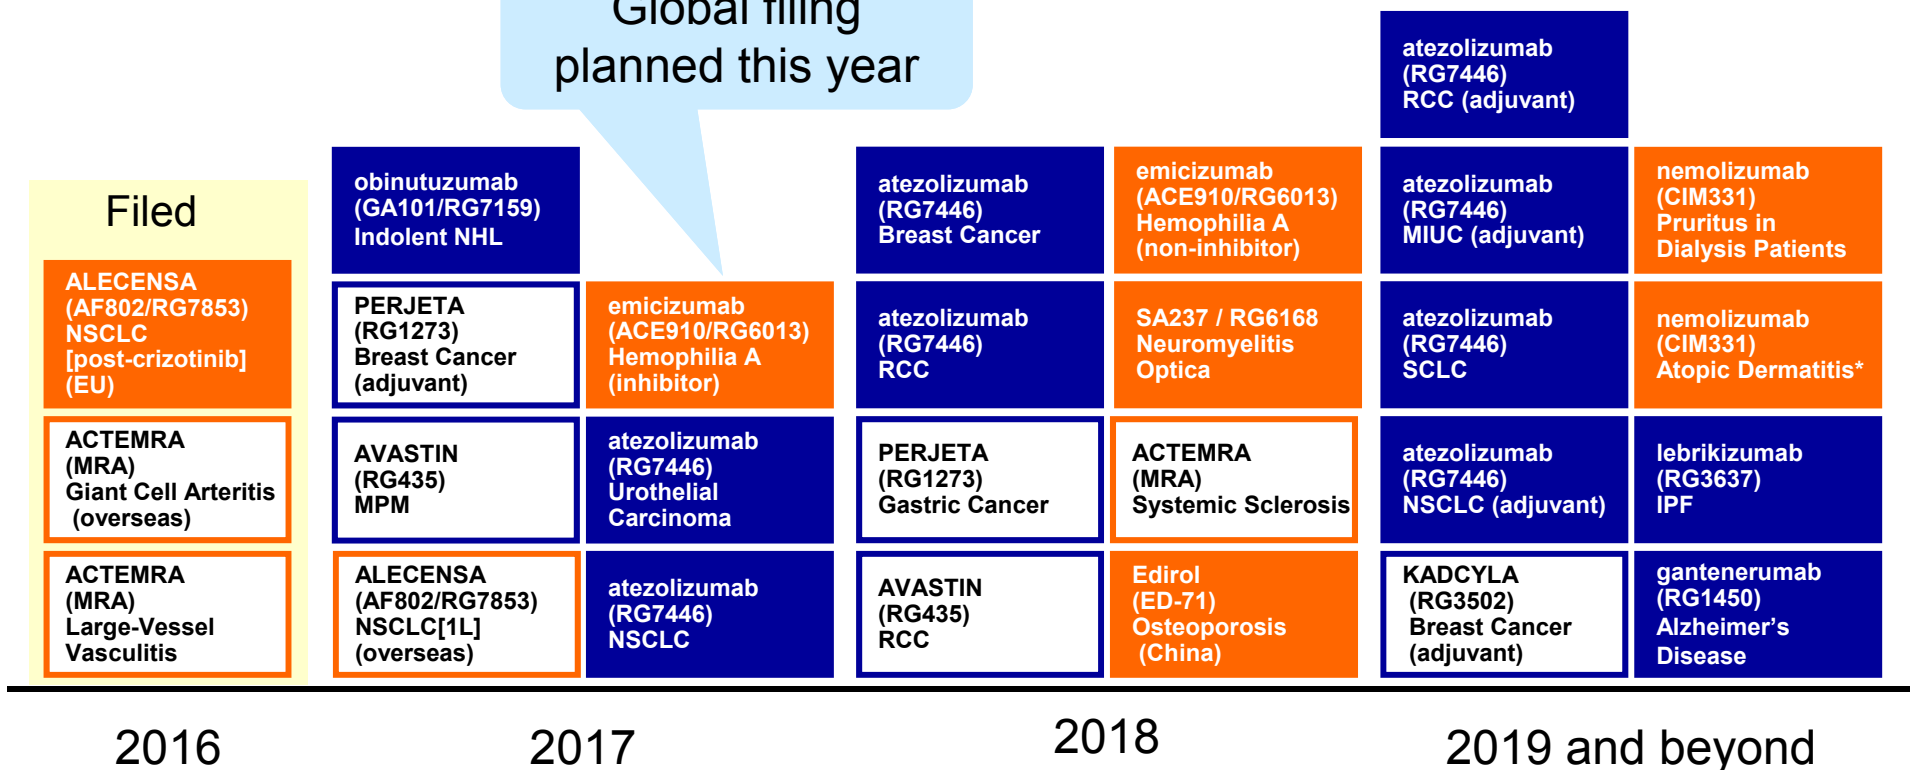 Global filing
planned this year
Filed
ALECENSA
(AF802/RG7853)
NSCLC
[post-crizotinib]
(EU)
ACTEMRA
(MRA)
Giant Cell Arteritis
(overseas)
ACTEMRA
(MRA)
Large-Vessel
Vasculitis
obinutuzumab
(GA101/RG7159)
Indolent NHL
PERJETA
(RG1273)
Breast Cancer
(adjuvant)
AVASTIN
(RG435)
MPM
ALECENSA
(AF802/RG7853)
NSCLC[1L]
(overseas)
emicizumab
(ACE910/RG6013)
Hemophilia A
(inhibitor)
atezolizumab
(RG7446)
Urothelial
Carcinoma
atezolizumab
(RG7446)
NSCLC
atezolizumab
(RG7446)
Breast Cancer
atezolizumab
(RG7446)
RCC
PERJETA
(RG1273)
Gastric Cancer
AVASTIN
(RG435)
RCC
emicizumab
(ACE910/RG6013)
Hemophilia A
(non-inhibitor)
SA237 / RG6168
Neuromyelitis
Optica
ACTEMRA
(MRA)
Systemic Sclerosis
Edirol
(ED-71)
Osteoporosis
(China)
atezolizumab
(RG7446)
RCC (adjuvant)
atezolizumab
(RG7446)
MIUC (adjuvant)
atezolizumab
(RG7446)
SCLC
atezolizumab
(RG7446)
NSCLC (adjuvant)
KADCYLA
(RG3502)
Breast Cancer
(adjuvant)
nemolizumab
(CIM331)
Pruritus in
Dialysis Patients
nemolizumab
(CIM331)
Atopic Dermatitis*
lebrikizumab
(RG3637)
IPF
gantenerumab
(RG1450)
Alzheimer’s
Disease
2016
2017
2018
2019 and beyond